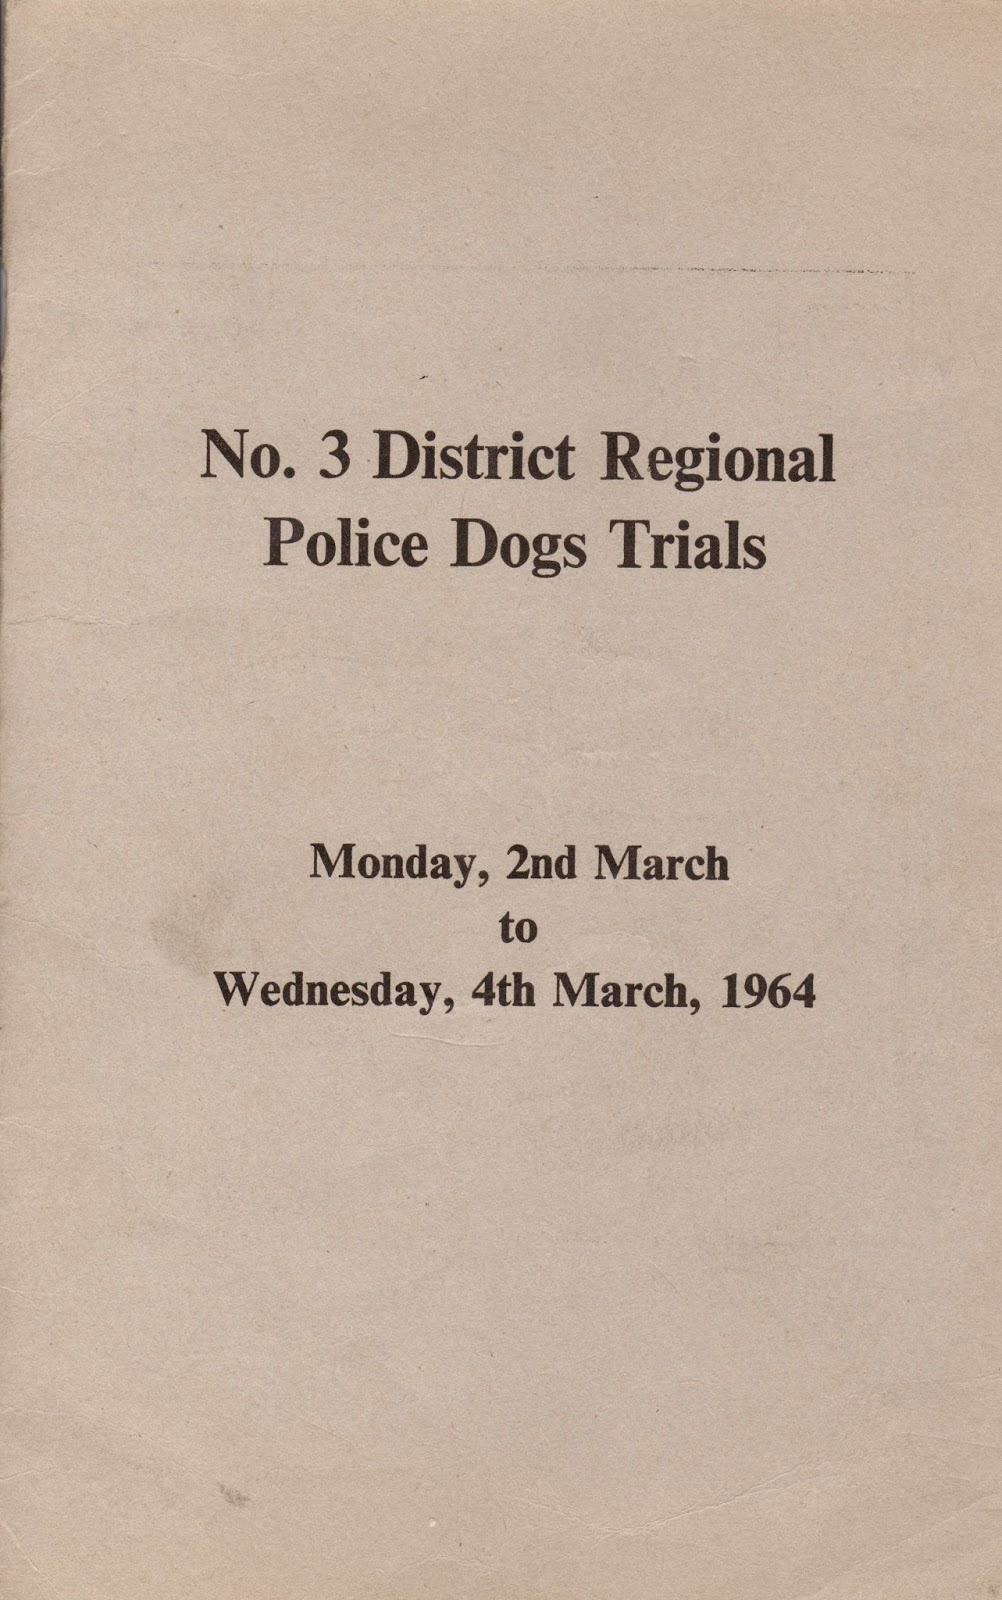 No. 3 District Regional
Police Dogs Trials
Monday, 2nd March
to
Wednesday, 4th March, 1964